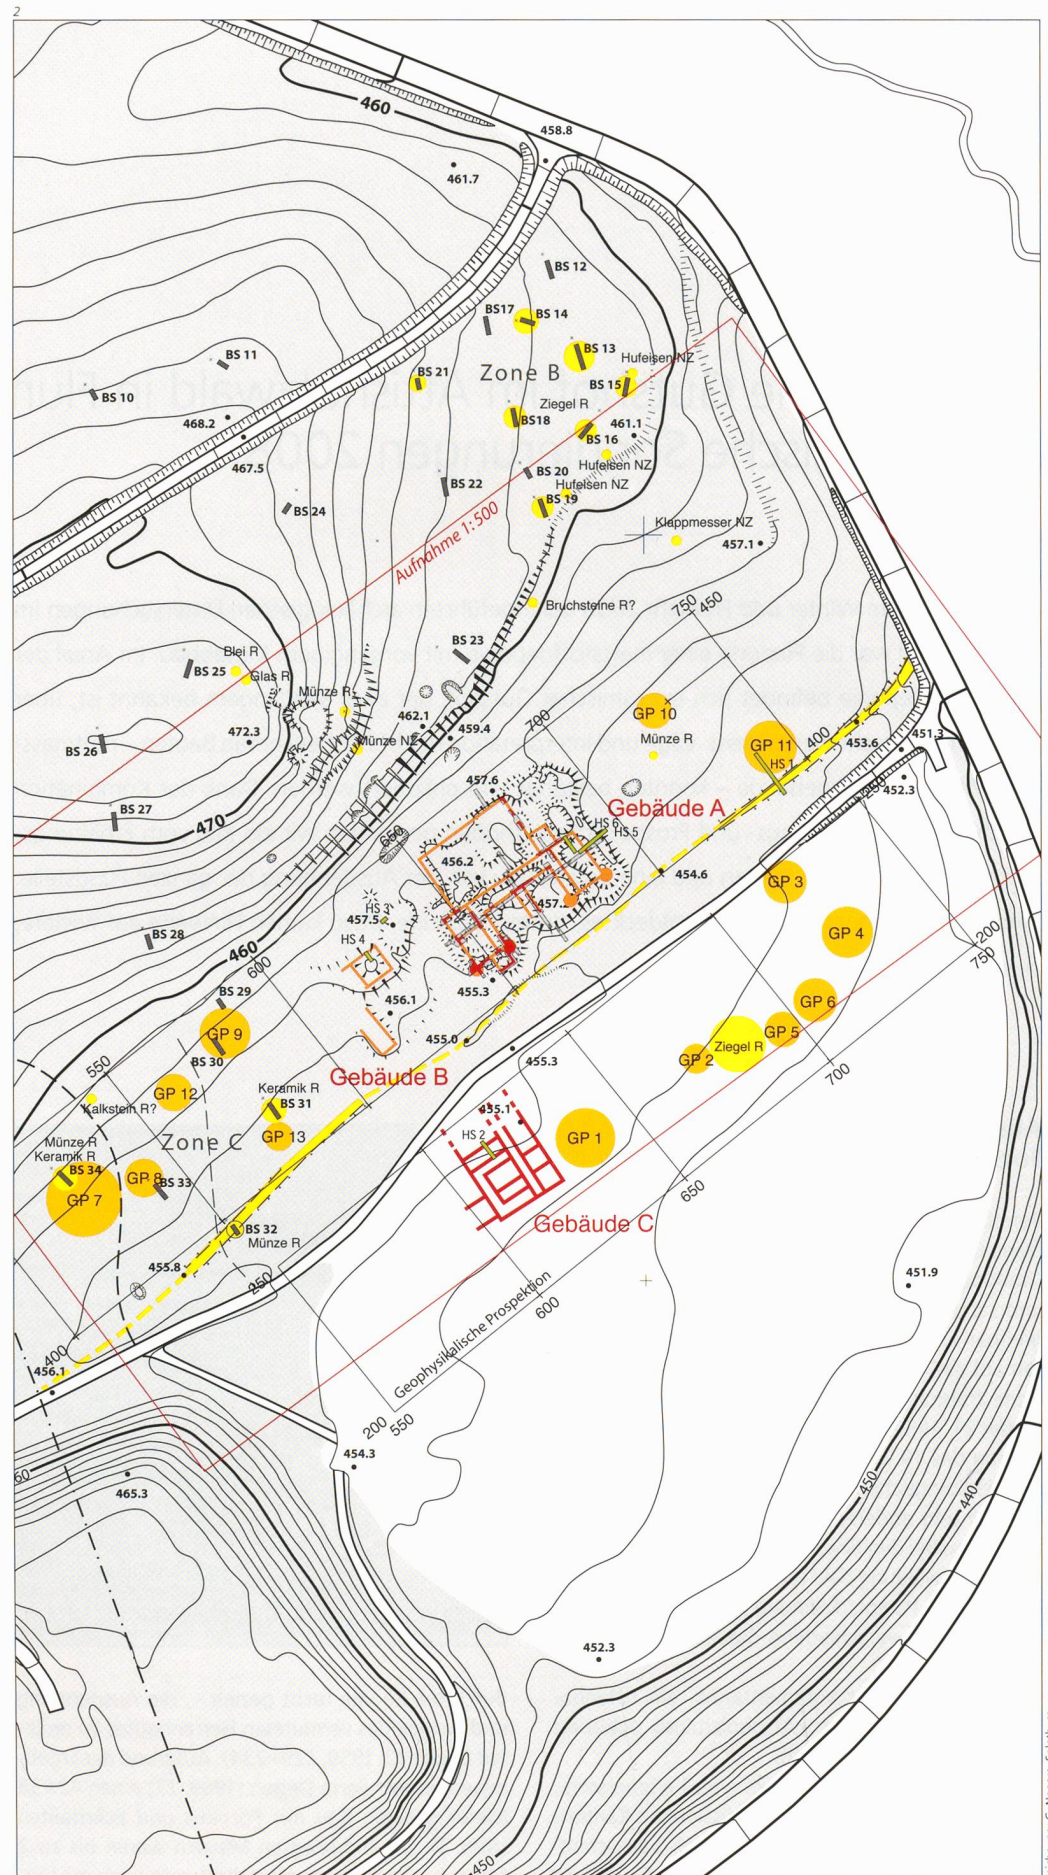 2
460
458.8
461.7
BS 12
BS17
BS 14
BS 13
BS 11
BS 21
Zone B
Hufeisen NZ
BS 15
BS 10
Ziegel R
468.2
BS18
461.1
BS 16
467.5
Hufeisen NZ
BS 20
BS 22
Hufeisen NZ
BS 19
BS 24
Klappmesser NZ
Aufnahme 1:500
457.1
750
450
Bruchsteine R?
BS 23
Blei R
BS 25
Glas R
Münze R
GP 10
462.1
700
459.4
472.3
Münze NZ
Münze R
GP 11
400
453.6
451.3
BS 26
HS 1
457.6
452.3
250
BS 27
Gebäude A
470
650
HS 6
HS 5
456.2
454.6
GP 3
457.
HS 3
457.5
BS 28
HS 4
GP 4
460
600
200
750
455.3
BS 29
456.1
GP 6
GP 9
455.0
GP 5
Ziegel R
BS 30
455.3
GP 2
550
Gebäude B
700
GP 12
Keramik R
Kalkstein R?
BS 31
455.1
GP 13
HS 2
GP 1
Zone C
Münze R
Keramik R
BS 34
GP 8
BS 33
650
GP 7
Gebäude C
BS 32
Münze R
455.8
451.9
250
600
Geophysikalische Prospektion
400
456.1
200
550
454.3
60
465.3
450
440
452.3
450